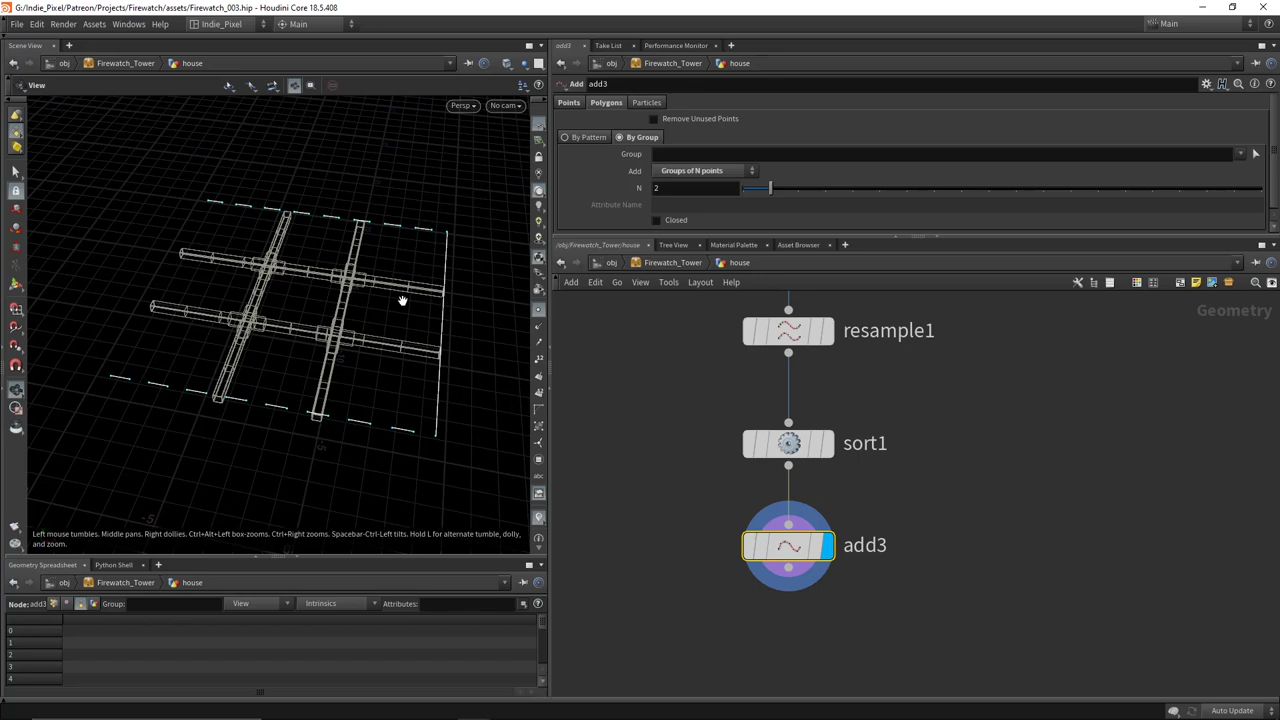 G:/Indie_Pixel/Patreon/Projects/Firewatch/assets/Firewatch_003.hip - Houdini Core 18.5.408
File Edit Render Assets Windows Help Indie_Pixel Main Main
Scene View
obj Firewatch_Tower house
View
Persp No cam
Left mouse tumbles. Middle pans. Right dollies. Ctrl+Alt+Left box-zooms. Ctrl+Right zooms. Spacebar-Ctrl-Left tilts. Hold L for alternate tumble, dolly, and zoom.
Geometry Spreadsheet Python Shell
obj Firewatch_Tower house
Node: add3 Group: View Intrinsics Attributes:
0
1
2
3
4
add3 Take List Performance Monitor
obj Firewatch_Tower house
Add add3
Points Polygons Particles
Remove Unused Points
By Pattern By Group
Group
Add Groups of N points
N 2
Attribute Name
Closed
/obj/Firewatch_Tower/house Tree View Material Palette Asset Browser
obj Firewatch_Tower house
Add Edit Go View Tools Layout Help
Geometry
resample1
sort1
add3
Auto Update